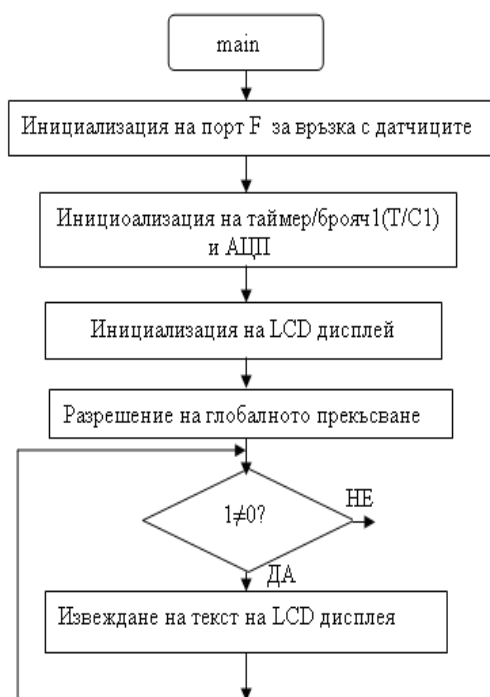 main
Инициализация на порт F за връзка с датчиците
Инициоализация на таймер/брояч1(T/C1)
и АЦП
Инициализация на LCD дисплей
Разрешение на глобалното прекъсване
1≠0?
НЕ
ДА
Извеждане на текст на LCD дисплея